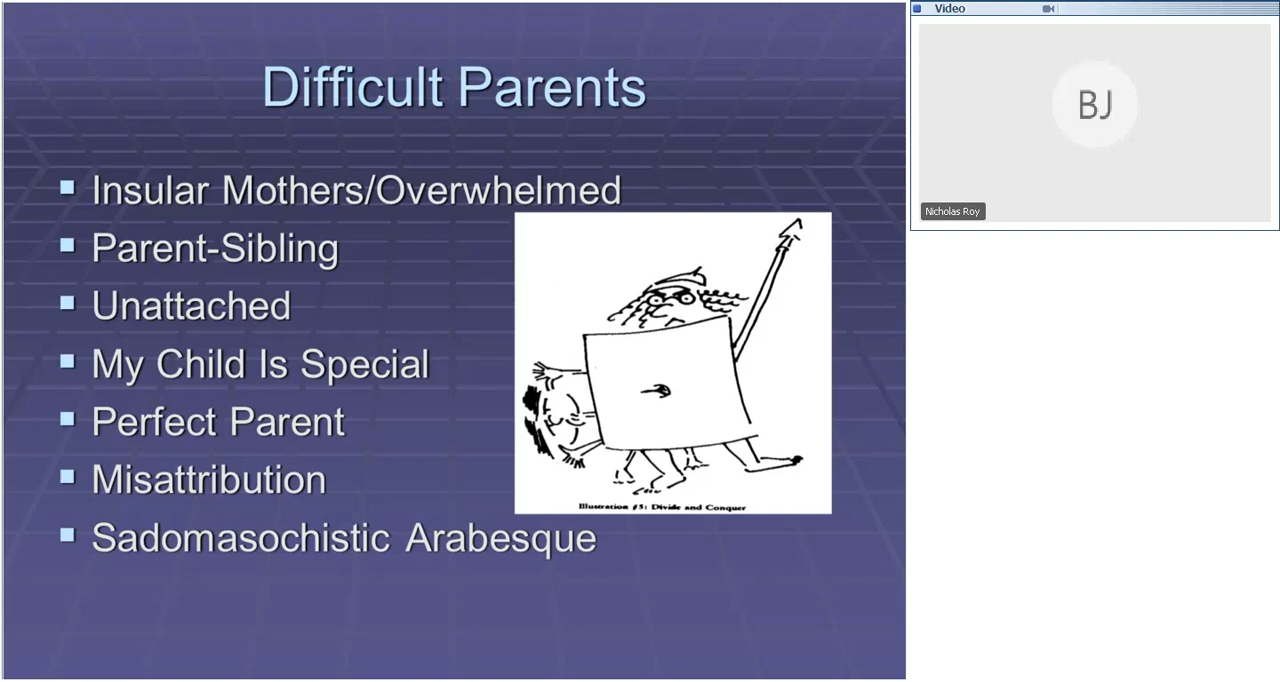 Difficult Parents
Insular Mothers/Overwhelmed
Parent-Sibling
Unattached
My Child Is Special
Perfect Parent
Misattribution
Sadomasochistic Arabesque
Illustration #5: Divide and Conquer
Video
BJ
Nicholas Roy